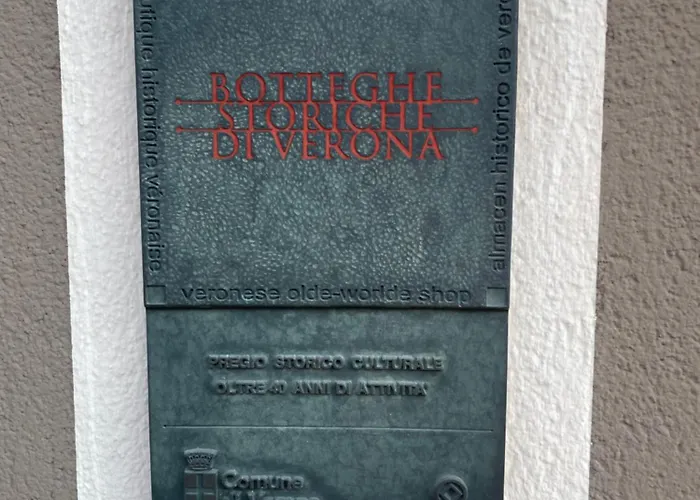 BOTTEGHE
STORICHE
DI VERONA
boutique historique véronaise
almacen historico de
veronese olde-worlde shop
PREGIO STORICO CULTURALE
OLTRE 40 ANNI DI ATTIVITA'
Comune